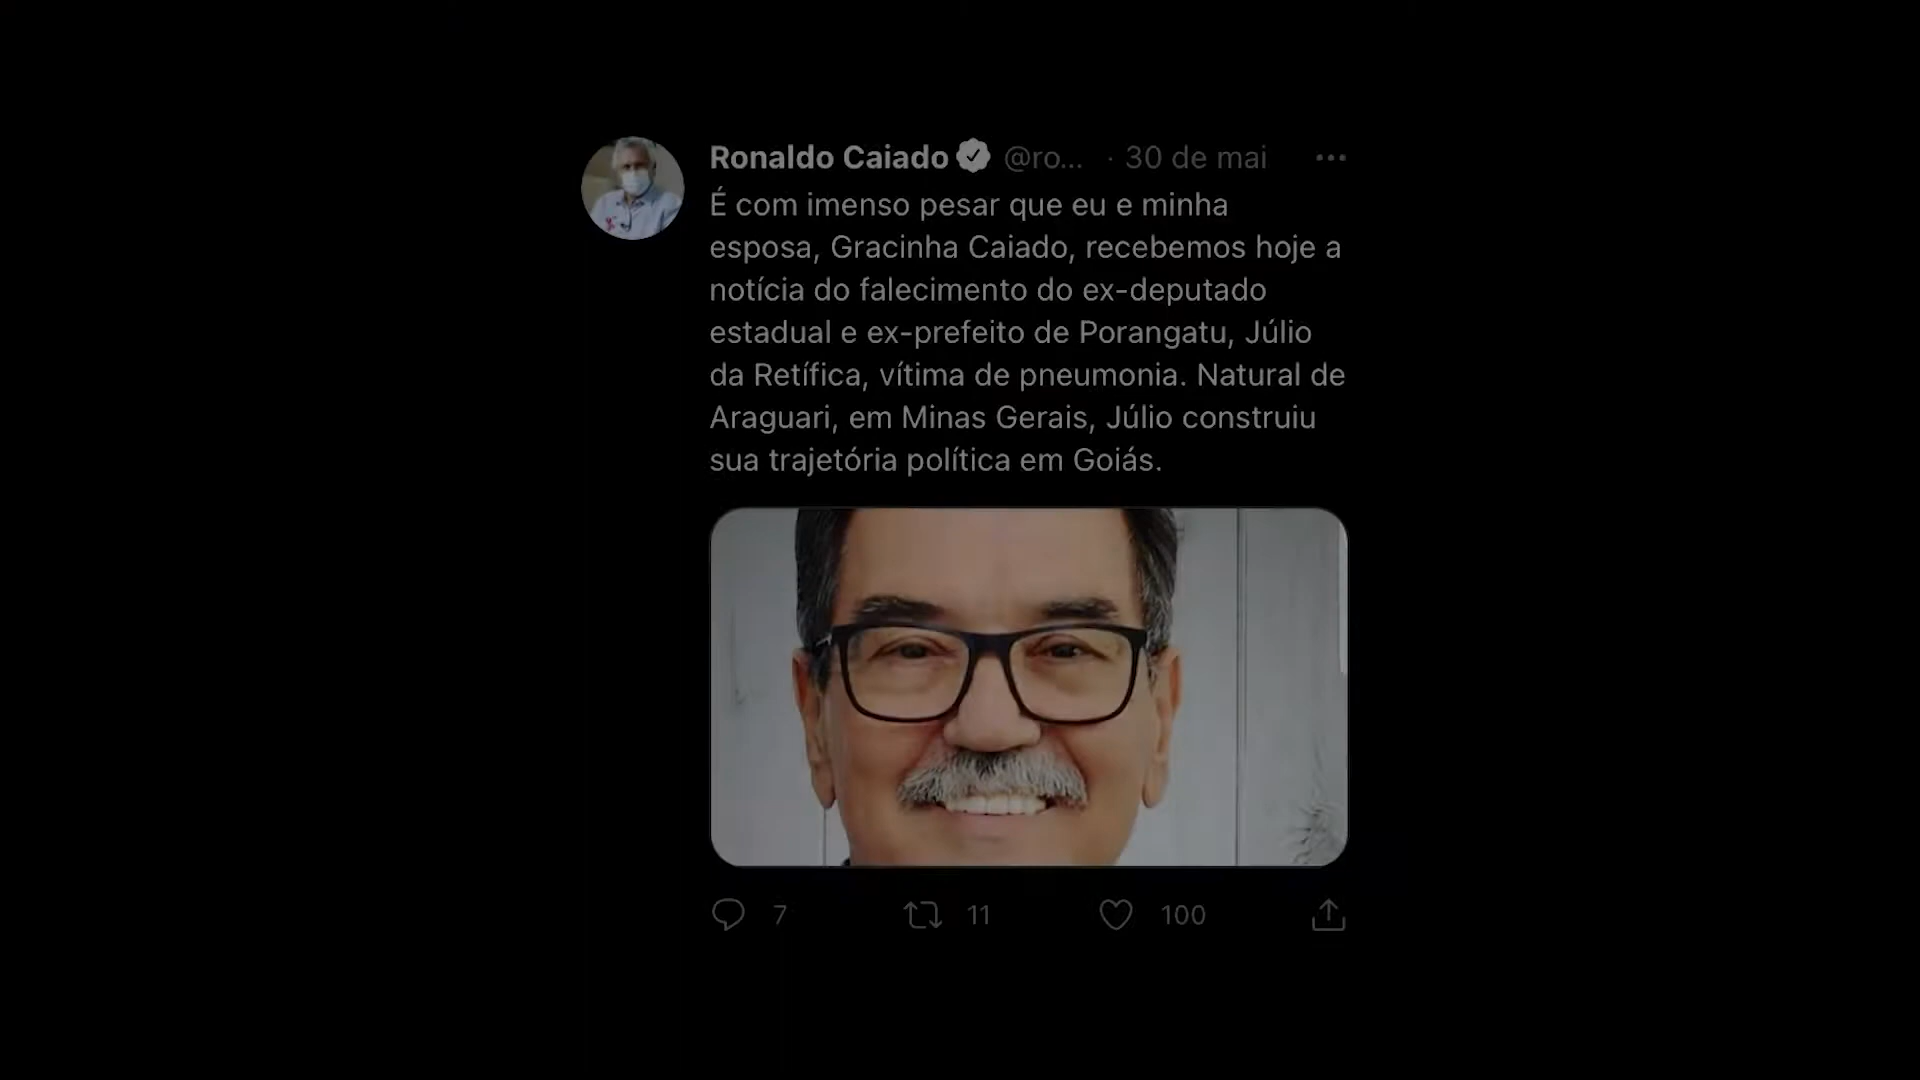 Ronaldo Caiado @ro... · 30 de mai
É com imenso pesar que eu e minha
esposa, Gracinha Caiado, recebemos hoje a
notícia do falecimento do ex-deputado
estadual e ex-prefeito de Porangatu, Júlio
da Retífica, vítima de pneumonia. Natural de
Araguari, em Minas Gerais, Júlio construiu
sua trajetória política em Goiás.
7 11 100